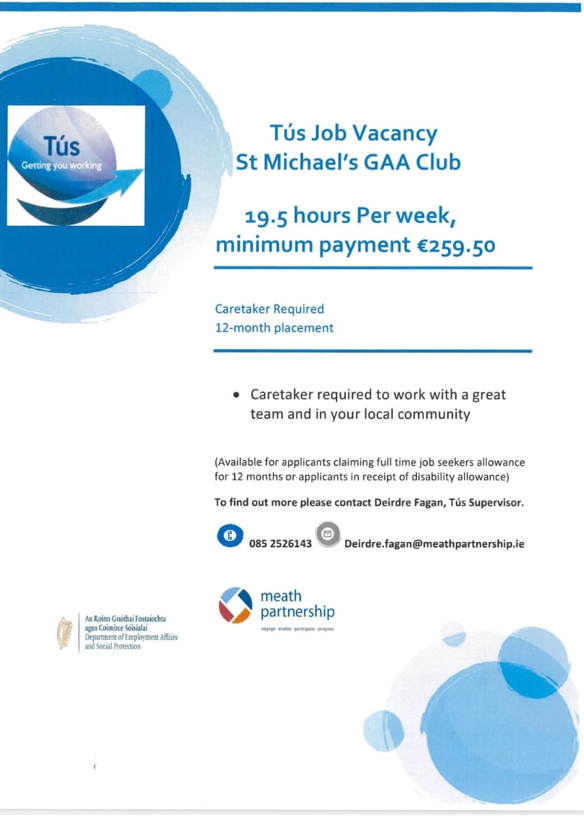 Tús
Getting you working
Tús Job Vacancy
St Michael's GAA Club
19.5 hours Per week,
minimum payment €259.50
Caretaker Required
12-month placement
• Caretaker required to work with a great
team and in your local community
(Available for applicants claiming full time job seekers allowance
for 12 months or applicants in receipt of disability allowance)
To find out more please contact Deirdre Fagan, Tús Supervisor.
085 2526143 Deirdre.fagan@meathpartnership.ie
meath
partnership
engage enable participate progress
An Roinn Gnóthaí Fostaíochta
agus Coimirce Sóisialaí
Department of Employment Affairs
and Social Protection